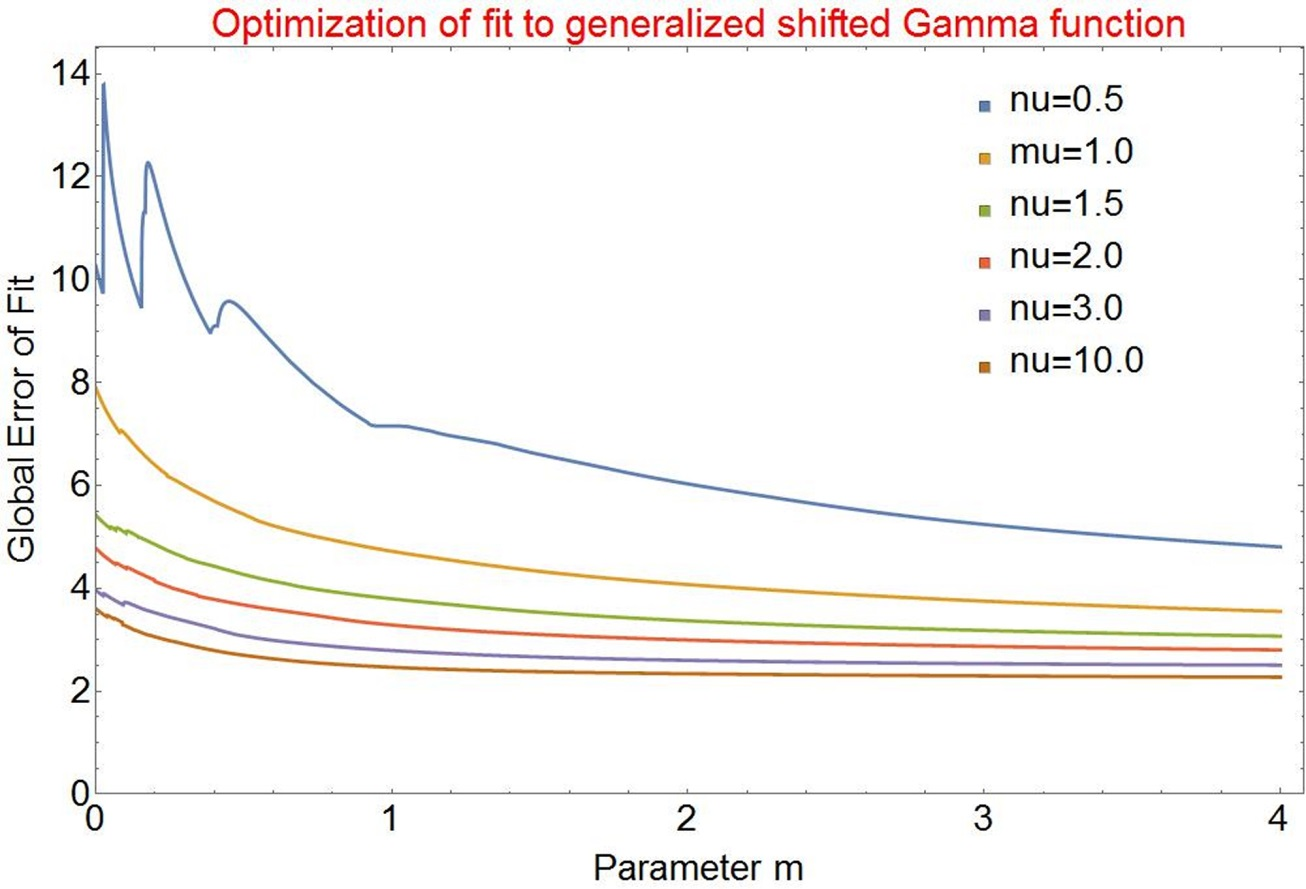 Optimization of fit to generalized shifted Gamma function
14
12
10
8
6
4
2
0
Global Error of Fit
nu=0.5
mu=1.0
nu=1.5
nu=2.0
nu=3.0
nu=10.0
0 1 2 3 4
Parameter m